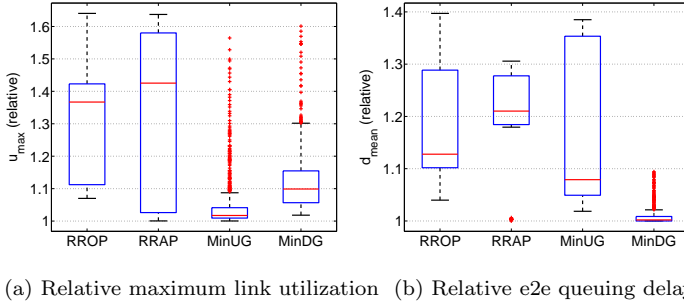 1.6
1.5
1.4
1.3
1.2
1.1
1
u_max (relative)
RROP RRAP MinUG MinDG
1.4
1.3
1.2
1.1
1
d_mean (relative)
RROP RRAP MinUG MinDG
(a) Relative maximum link utilization (b) Relative e2e queuing dela